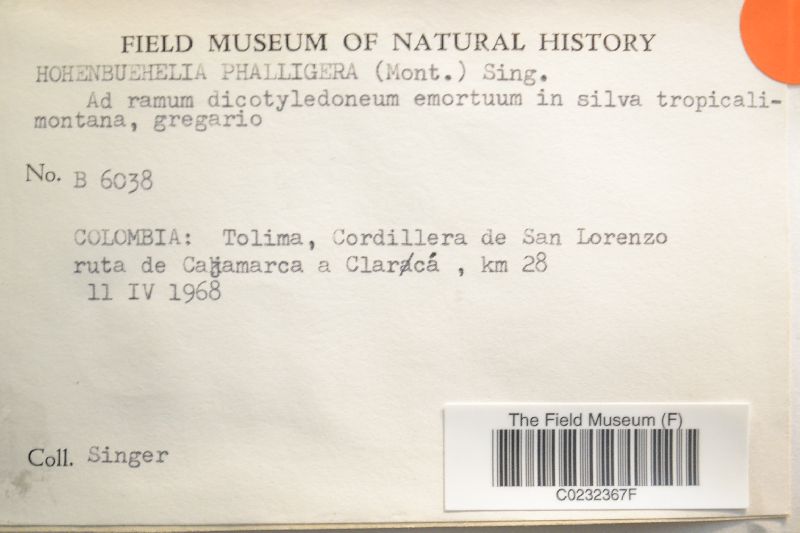 FIELD MUSEUM OF NATURAL HISTORY
HOHENBUEHELIA PHALLIGERA (Mont.) Sing.
Ad ramum dicotyledoneum emortuum in silva tropicali-
montana, gregario
No. B 6038
COLOMBIA: Tolima, Cordillera de San Lorenzo
ruta de Cajamarca a Clarcá , km 28
11 IV 1968
Coll. Singer
The Field Museum (F)
C0232367F